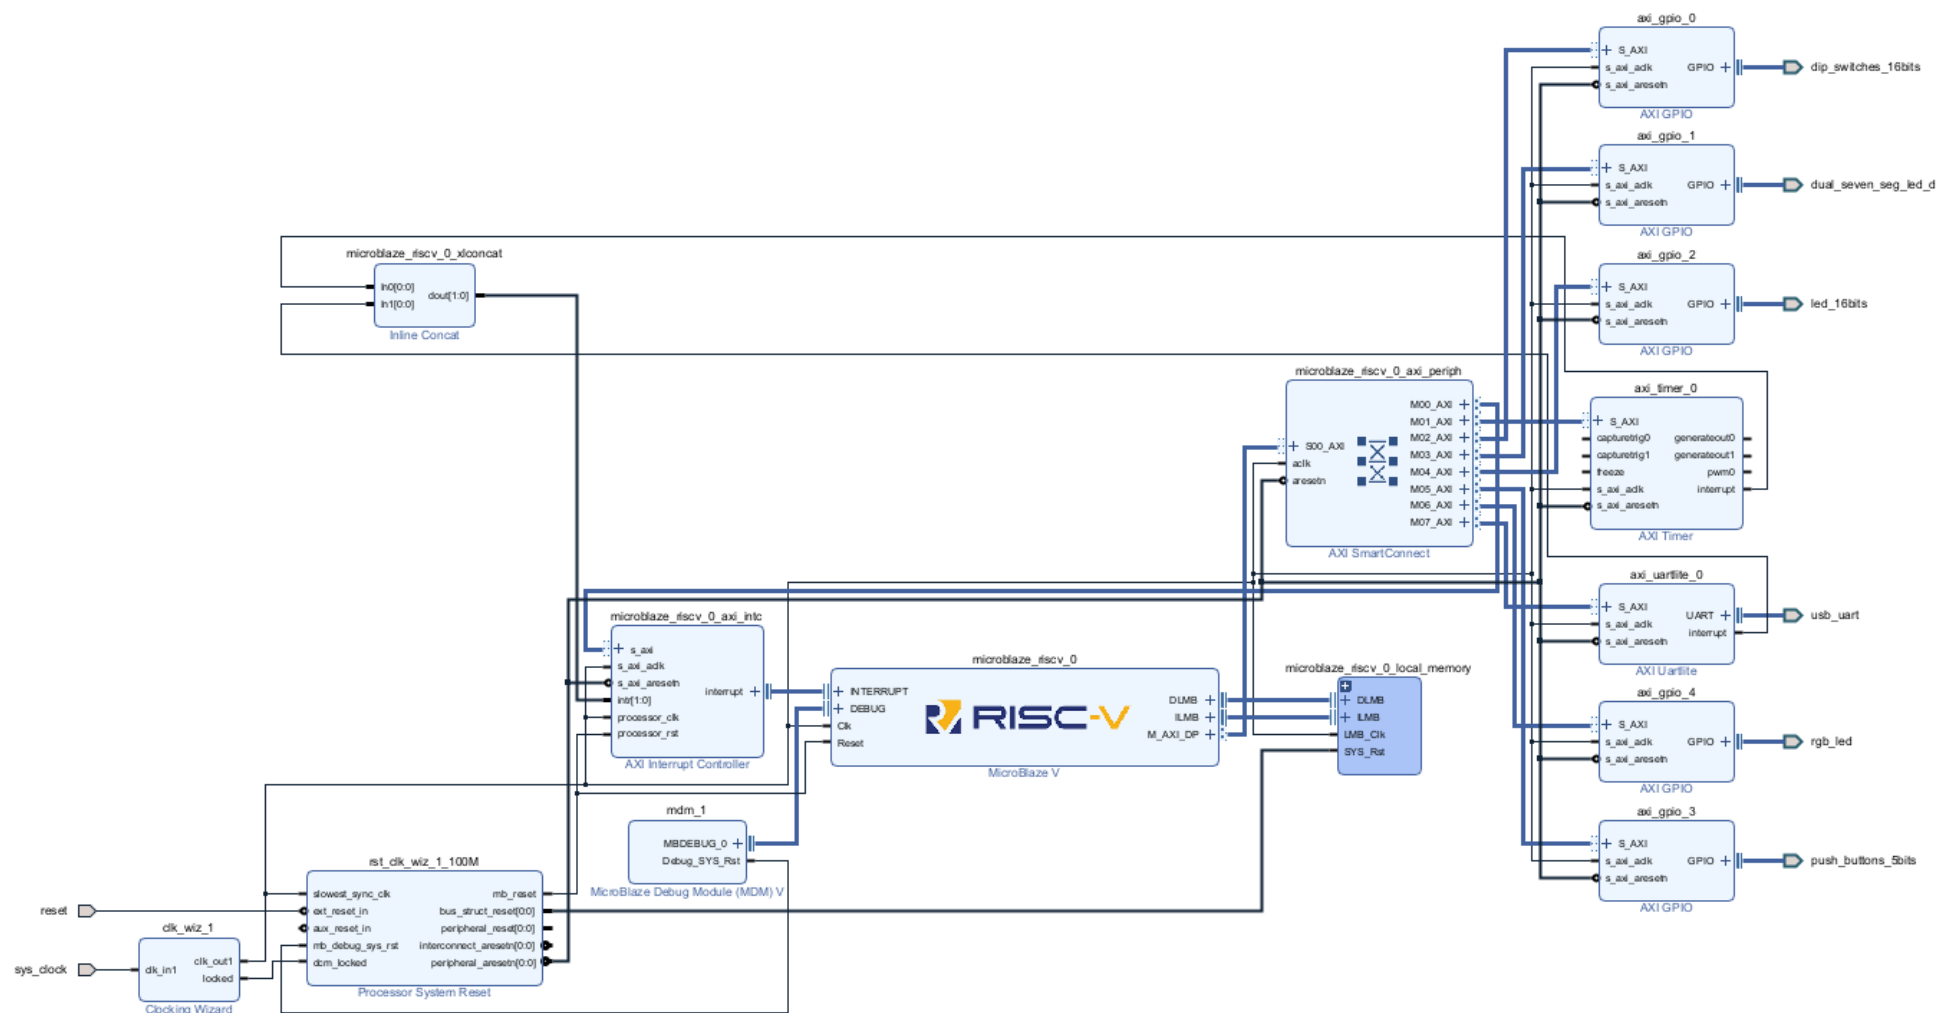 axi_gpio_0
S_AXI
s_axi_aclk
s_axi_aresetn
GPIO
AXI GPIO
dip_switches_16bits
axi_gpio_1
S_AXI
s_axi_aclk
s_axi_aresetn
GPIO
AXI GPIO
dual_seven_seg_led_d
axi_gpio_2
S_AXI
s_axi_aclk
s_axi_aresetn
GPIO
AXI GPIO
led_16bits
microblaze_riscv_0_xlconcat
In0[0:0]
In1[0:0]
dout[1:0]
Inline Concat
microblaze_riscv_0_axi_periph
S00_AXI
aclk
aresetn
M00_AXI
M01_AXI
M02_AXI
M03_AXI
M04_AXI
M05_AXI
M06_AXI
M07_AXI
AXI SmartConnect
axi_timer_0
S_AXI
capturetrig0
capturetrig1
freeze
s_axi_aclk
s_axi_aresetn
generateout0
generateout1
pwm0
interrupt
AXI Timer
axi_uartlite_0
S_AXI
s_axi_aclk
s_axi_aresetn
UART
interrupt
AXI Uartlite
usb_uart
microblaze_riscv_0_axi_intc
s_axi
s_axi_aclk
s_axi_aresetn
intr[1:0]
processor_clk
processor_rst
interrupt
AXI Interrupt Controller
microblaze_riscv_0
INTERRUPT
DEBUG
Clk
Reset
RISC-V
DLMB
ILMB
M_AXI_DP
MicroBlaze V
microblaze_riscv_0_local_memory
DLMB
ILMB
LMB_Clk
SYS_Rst
axi_gpio_4
S_AXI
s_axi_aclk
s_axi_aresetn
GPIO
AXI GPIO
rgb_led
mdm_1
MBDEBUG_0
Debug_SYS_Rst
MicroBlaze Debug Module (MDM) V
axi_gpio_3
S_AXI
s_axi_aclk
s_axi_aresetn
GPIO
AXI GPIO
push_buttons_5bits
rst_clk_wiz_1_100M
slowest_sync_clk
ext_reset_in
aux_reset_in
mb_debug_sys_rst
dcm_locked
mb_reset
bus_struct_reset[0:0]
peripheral_reset[0:0]
interconnect_aresetn[0:0]
peripheral_aresetn[0:0]
Processor System Reset
reset
sys_clock
clk_wiz_1
clk_in1
clk_out1
locked
Clocking Wizard